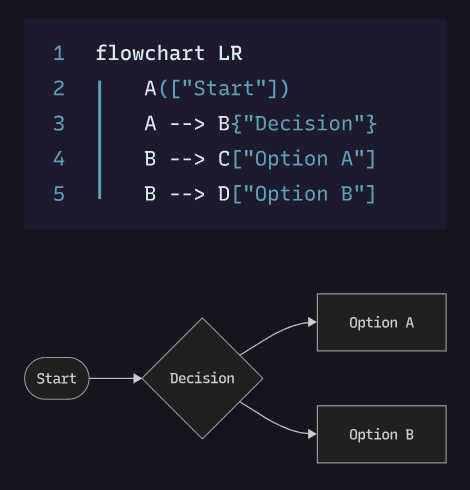 1 flowchart LR
2 A(["Start"])
3 A --> B{"Decision"}
4 B --> C["Option A"]
5 B --> D["Option B"]
Option A
Start
Decision
Option B